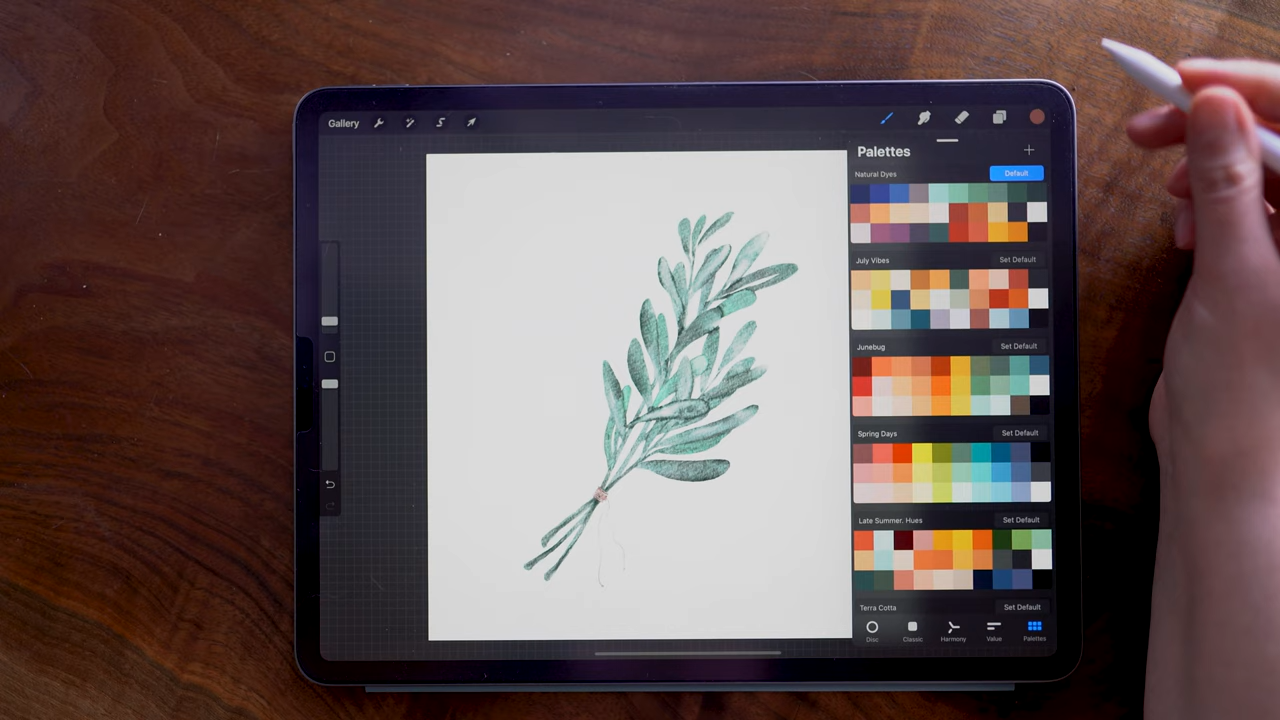 Gallery
Palettes
Natural Dyes
Default
July Vibes
Set Default
Junebug
Set Default
Spring Days
Set Default
Late Summer. Hues
Set Default
Terra Cotta
Set Default
Disc
Classic
Harmony
Value
Palettes